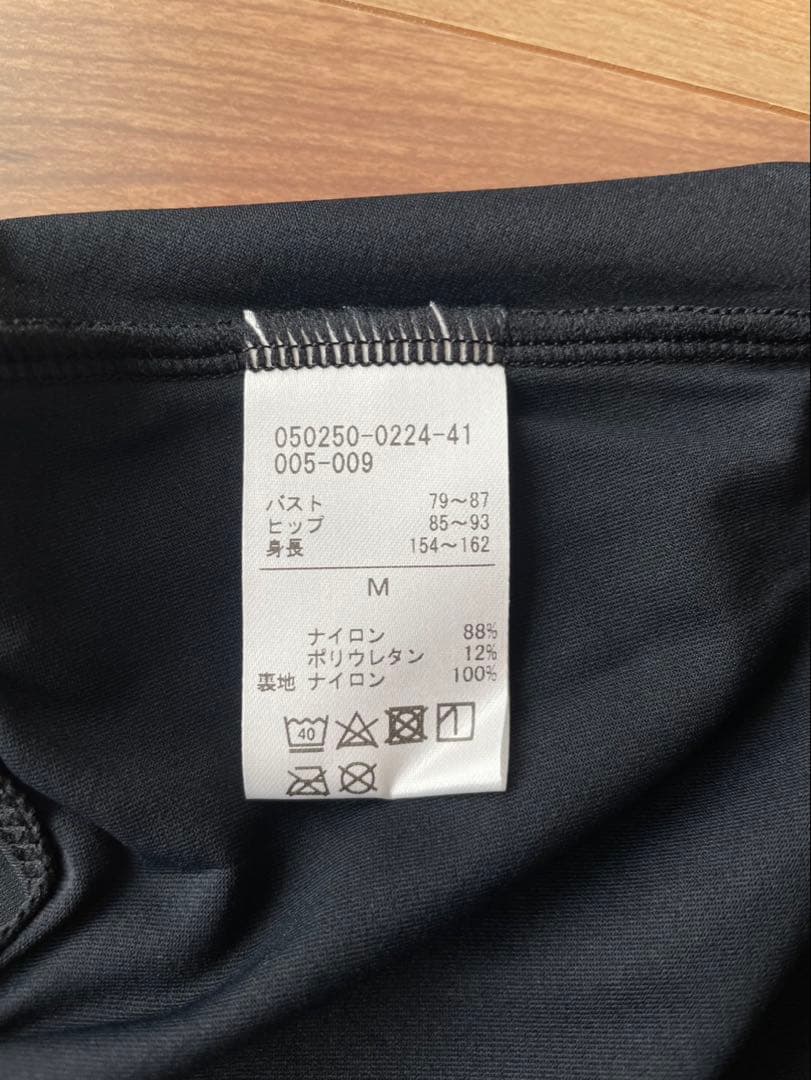 050250-0224-41
005-009
バスト 79～87
ヒップ 85～93
身長 154～162
M
ナイロン 88%
ポリウレタン 12%
裏地 ナイロン 100%
40